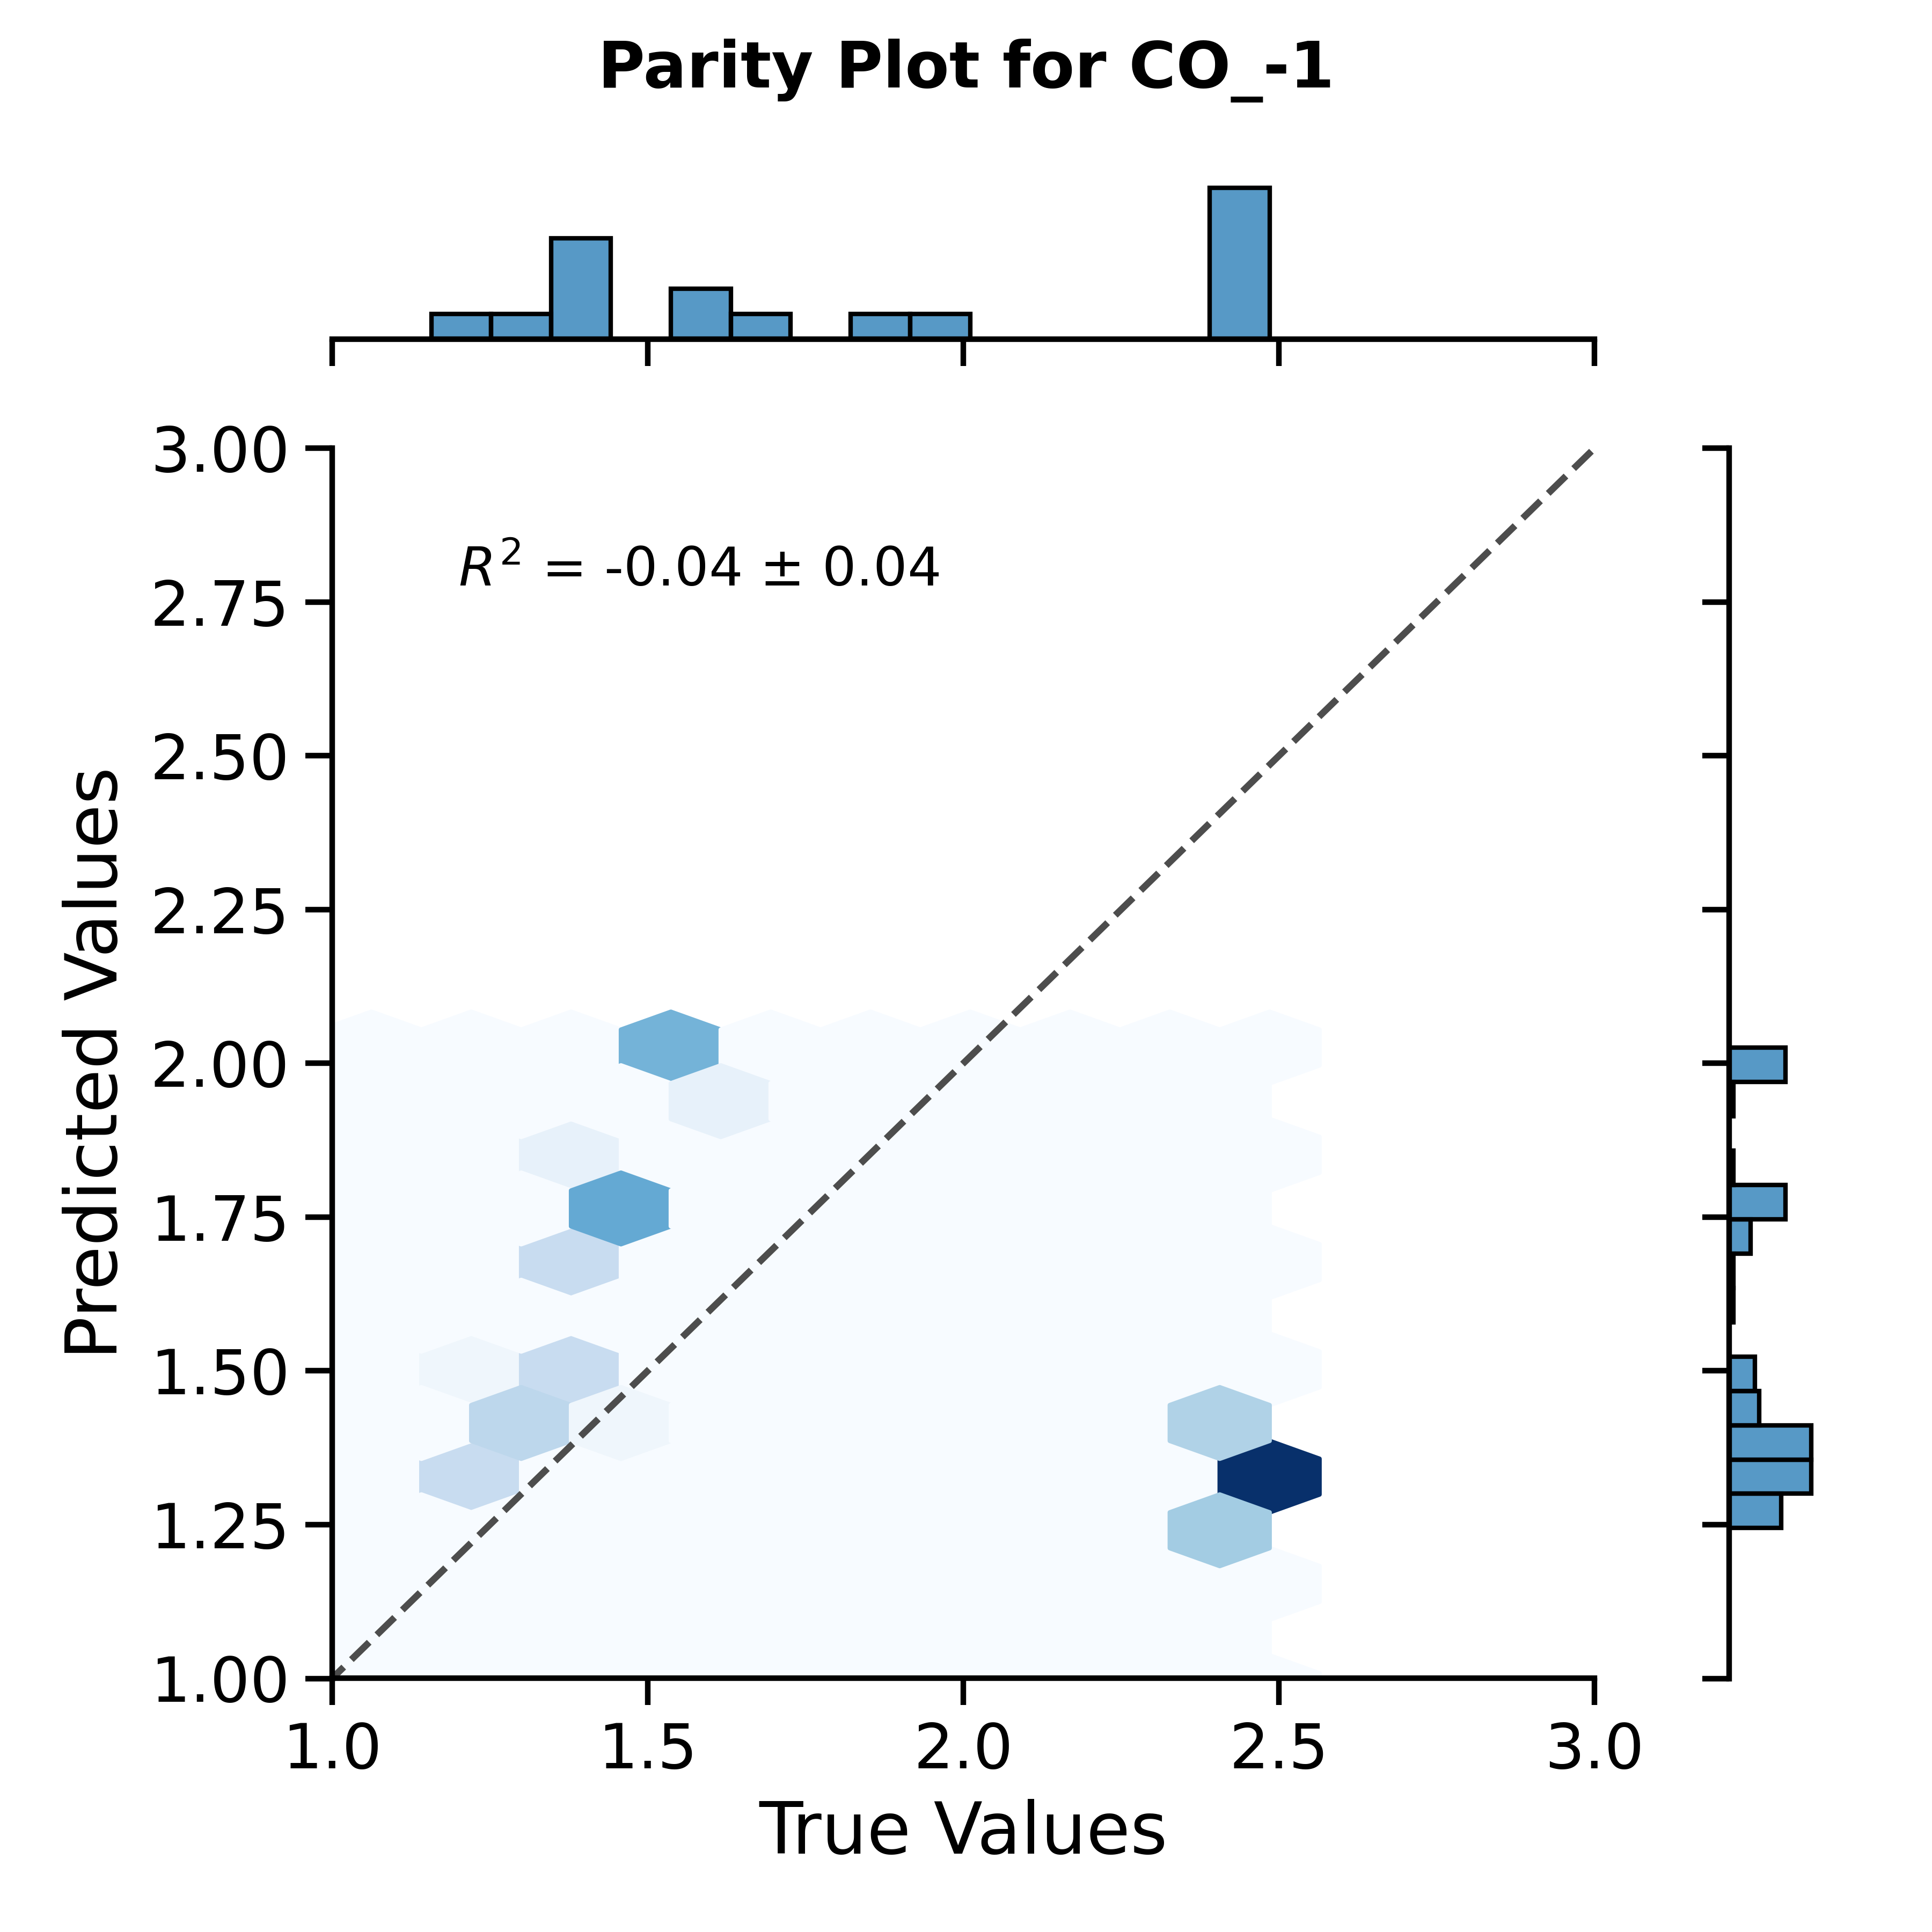 Parity Plot for CO_-1
R² = -0.04 ± 0.04
Predicted Values
3.00
2.75
2.50
2.25
2.00
1.75
1.50
1.25
1.00
1.0 1.5 2.0 2.5 3.0
True Values